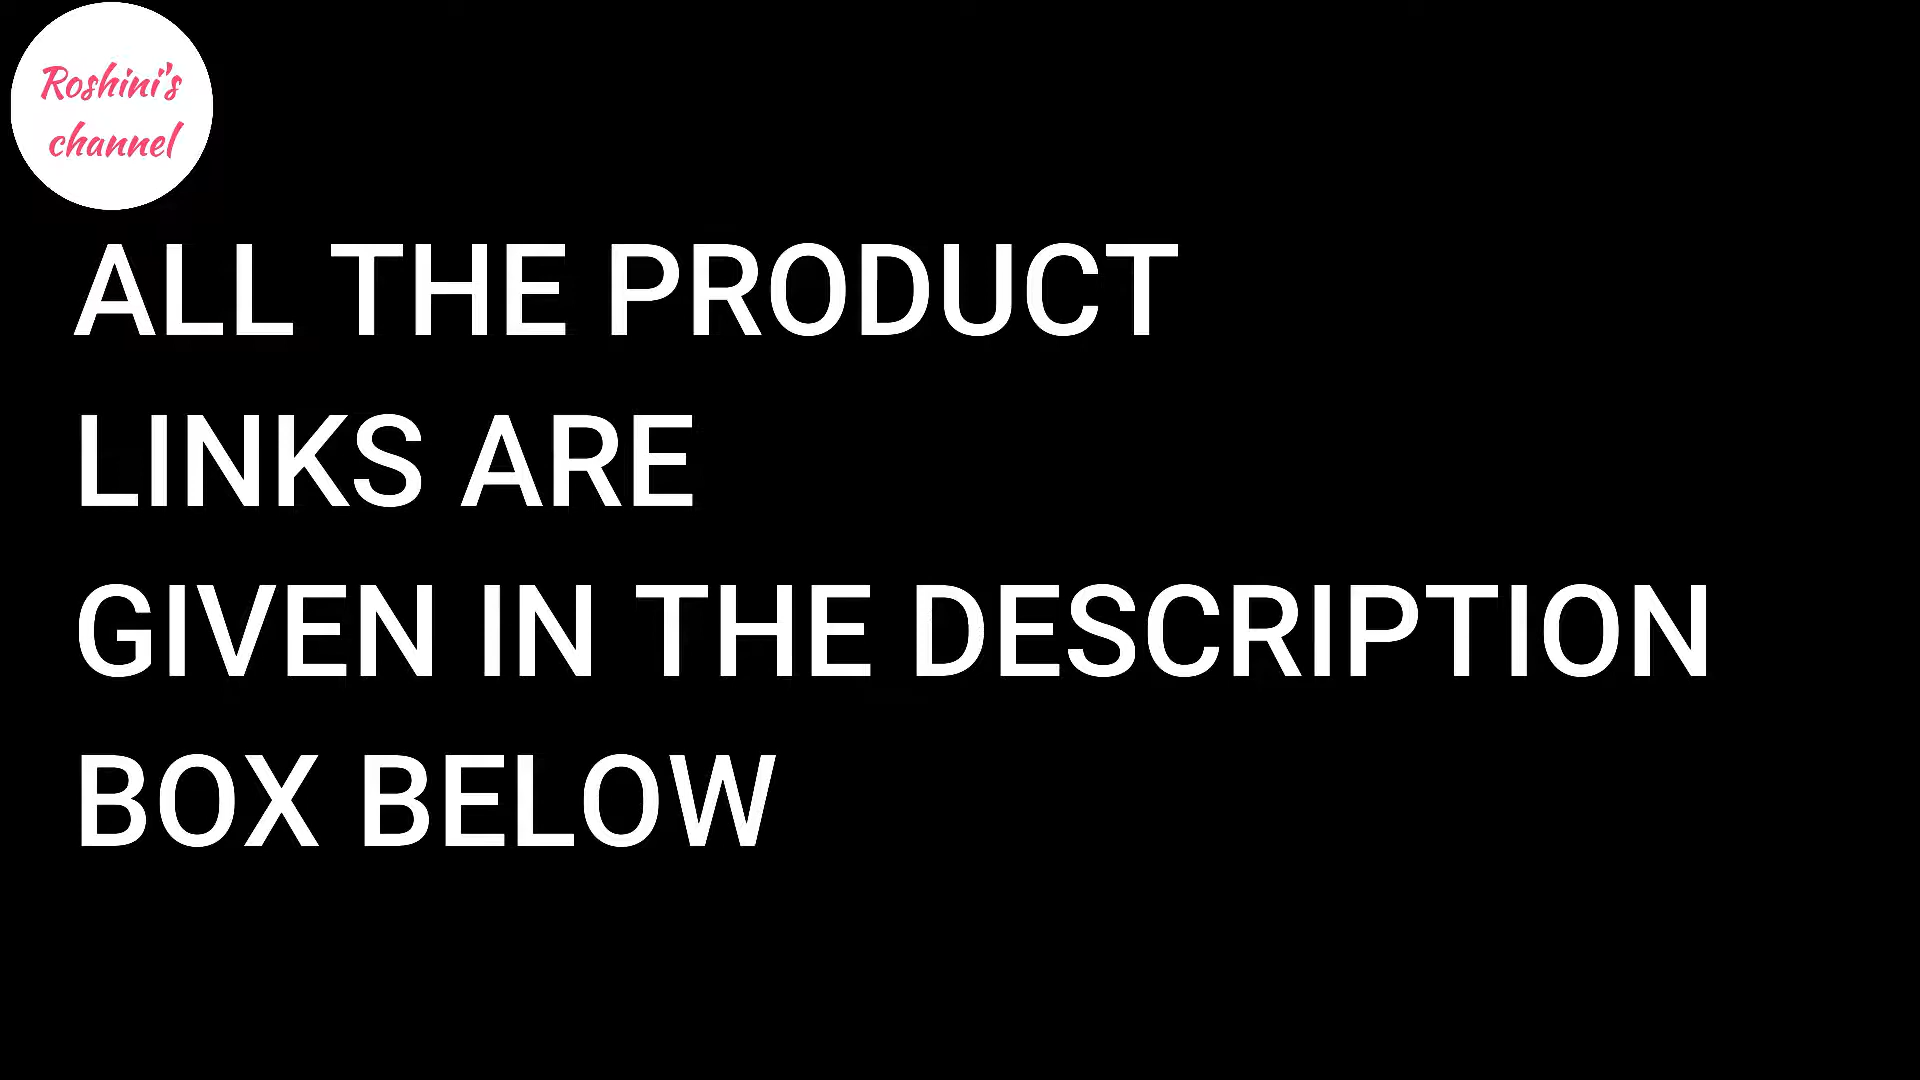 Roshini's
channel
ALL THE PRODUCT
LINKS ARE
GIVEN IN THE DESCRIPTION
BOX BELOW